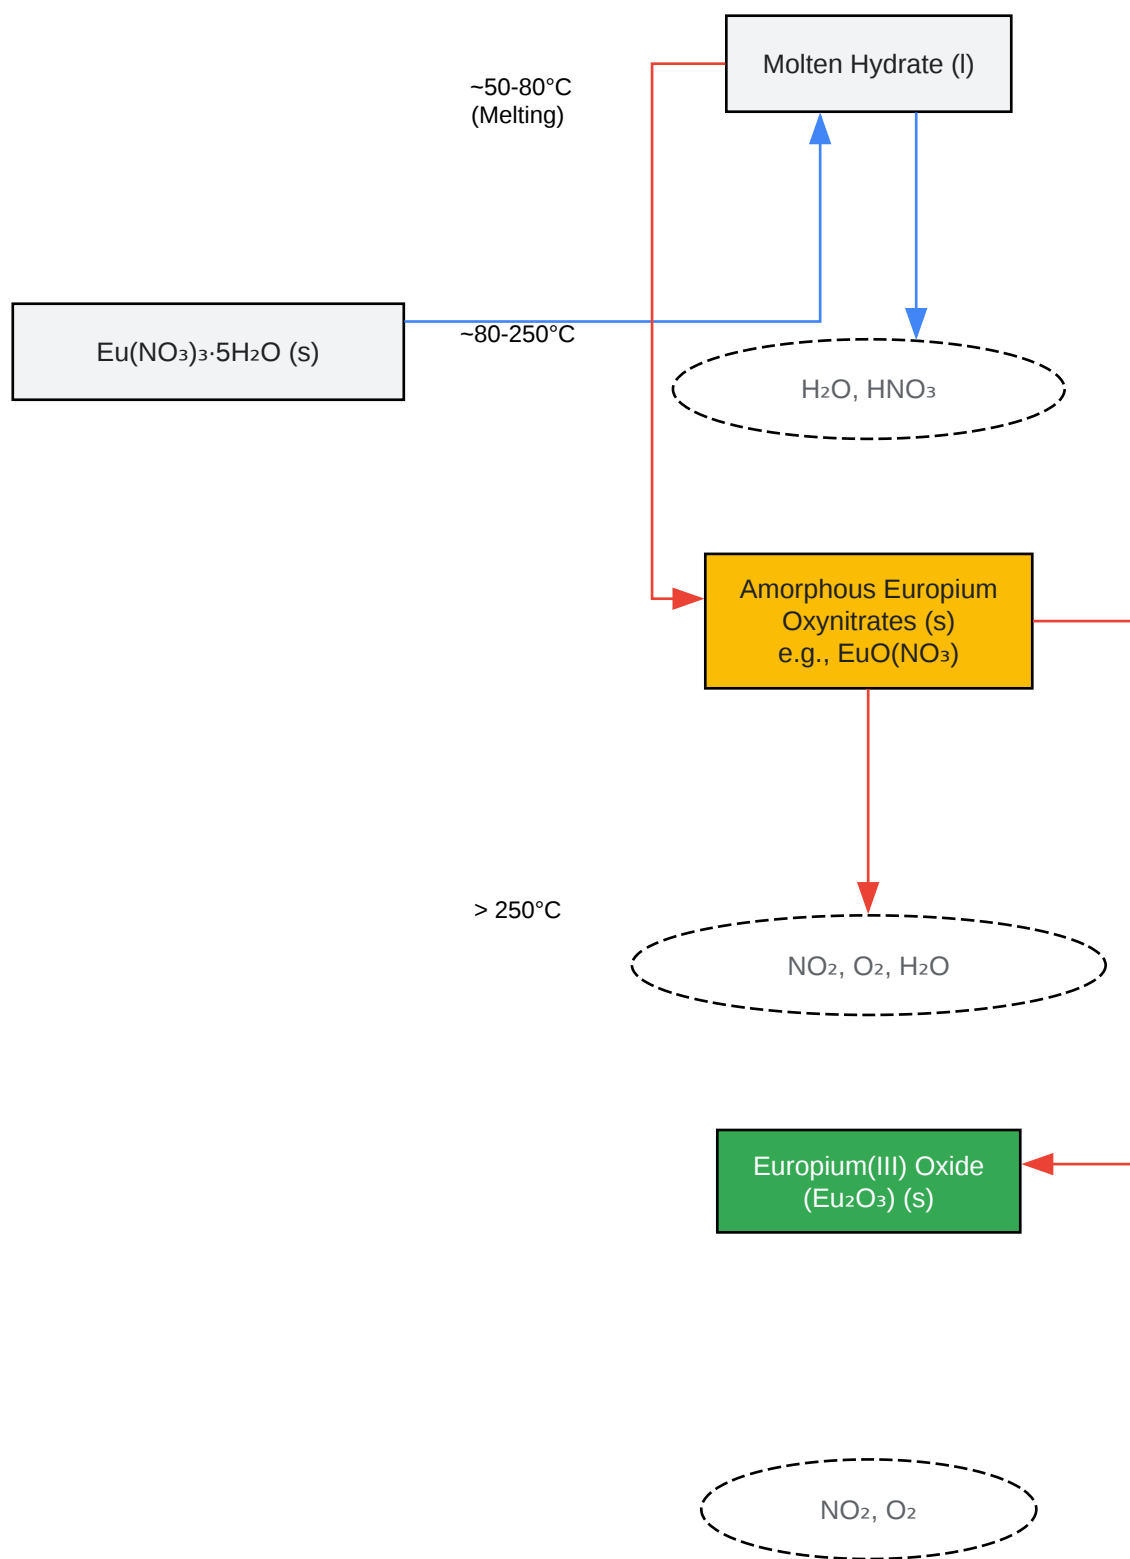 Molten Hydrate (l)
~50-80°C
(Melting)
~80-250°C
Eu(NO₃)₃·5H₂O (s)
H₂O, HNO₃
Amorphous Europium
Oxynitrates (s)
e.g., EuO(NO₃)
> 250°C
NO₂, O₂, H₂O
Europium(III) Oxide
(Eu₂O₃) (s)
NO₂, O₂